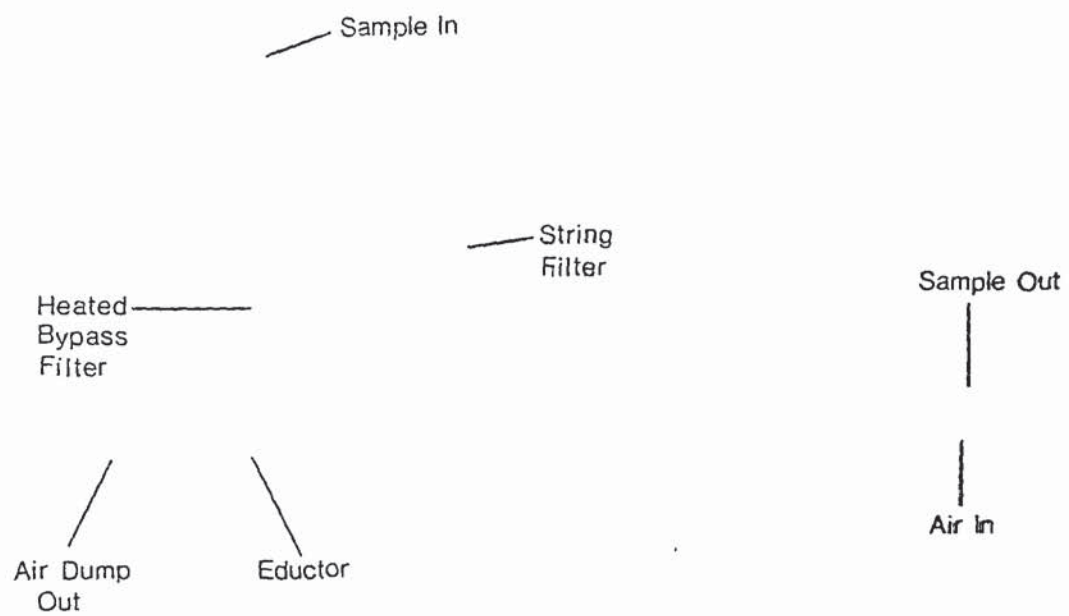 Sample In
String
Filter
Sample Out
Heated
Bypass
Filter
Air In
Air Dump
Out
Eductor